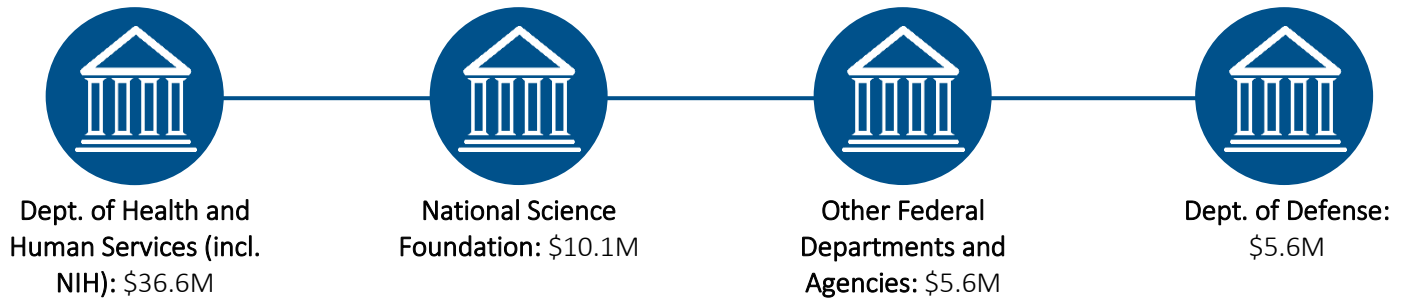 Dept. of Health and
Human Services (incl.
NIH): $36.6M
National Science
Foundation: $10.1M
Other Federal
Departments and
Agencies: $5.6M
Dept. of Defense:
$5.6M